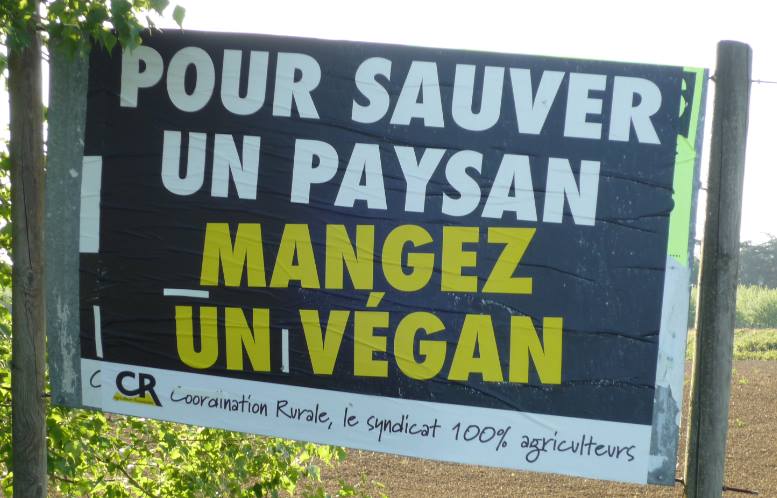 POUR SAUVER
UN PAYSAN
MANGEZ
UN VÉGAN
C CR Coordination Rurale, le syndicat 100% agriculteurs